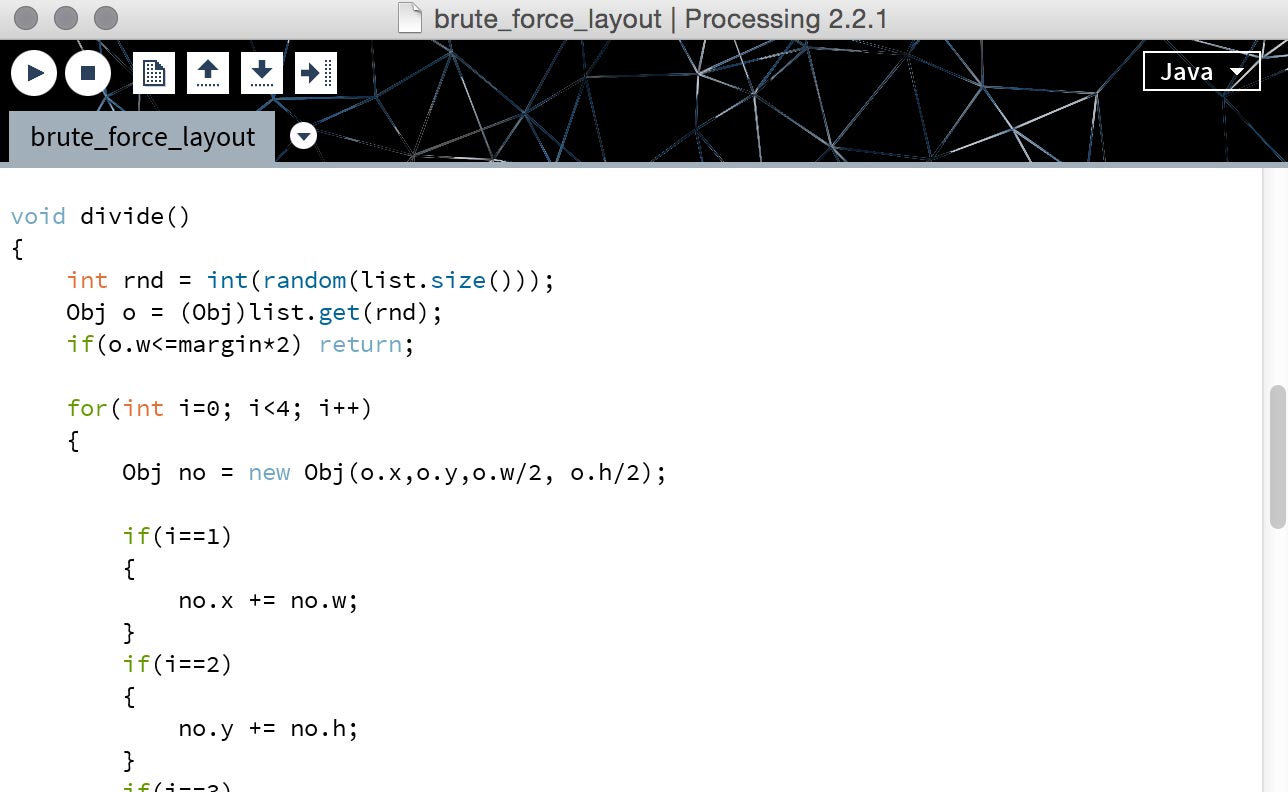 brute_force_layout | Processing 2.2.1
Java
brute_force_layout
void divide()
{
    int rnd = int(random(list.size()));
    Obj o = (Obj)list.get(rnd);
    if(o.w<=margin*2) return;
    for(int i=0; i<4; i++)
    {
        Obj no = new Obj(o.x,o.y,o.w/2, o.h/2);
        if(i==1)
        {
            no.x += no.w;
        }
        if(i==2)
        {
            no.y += no.h;
        }
        if(i==3)